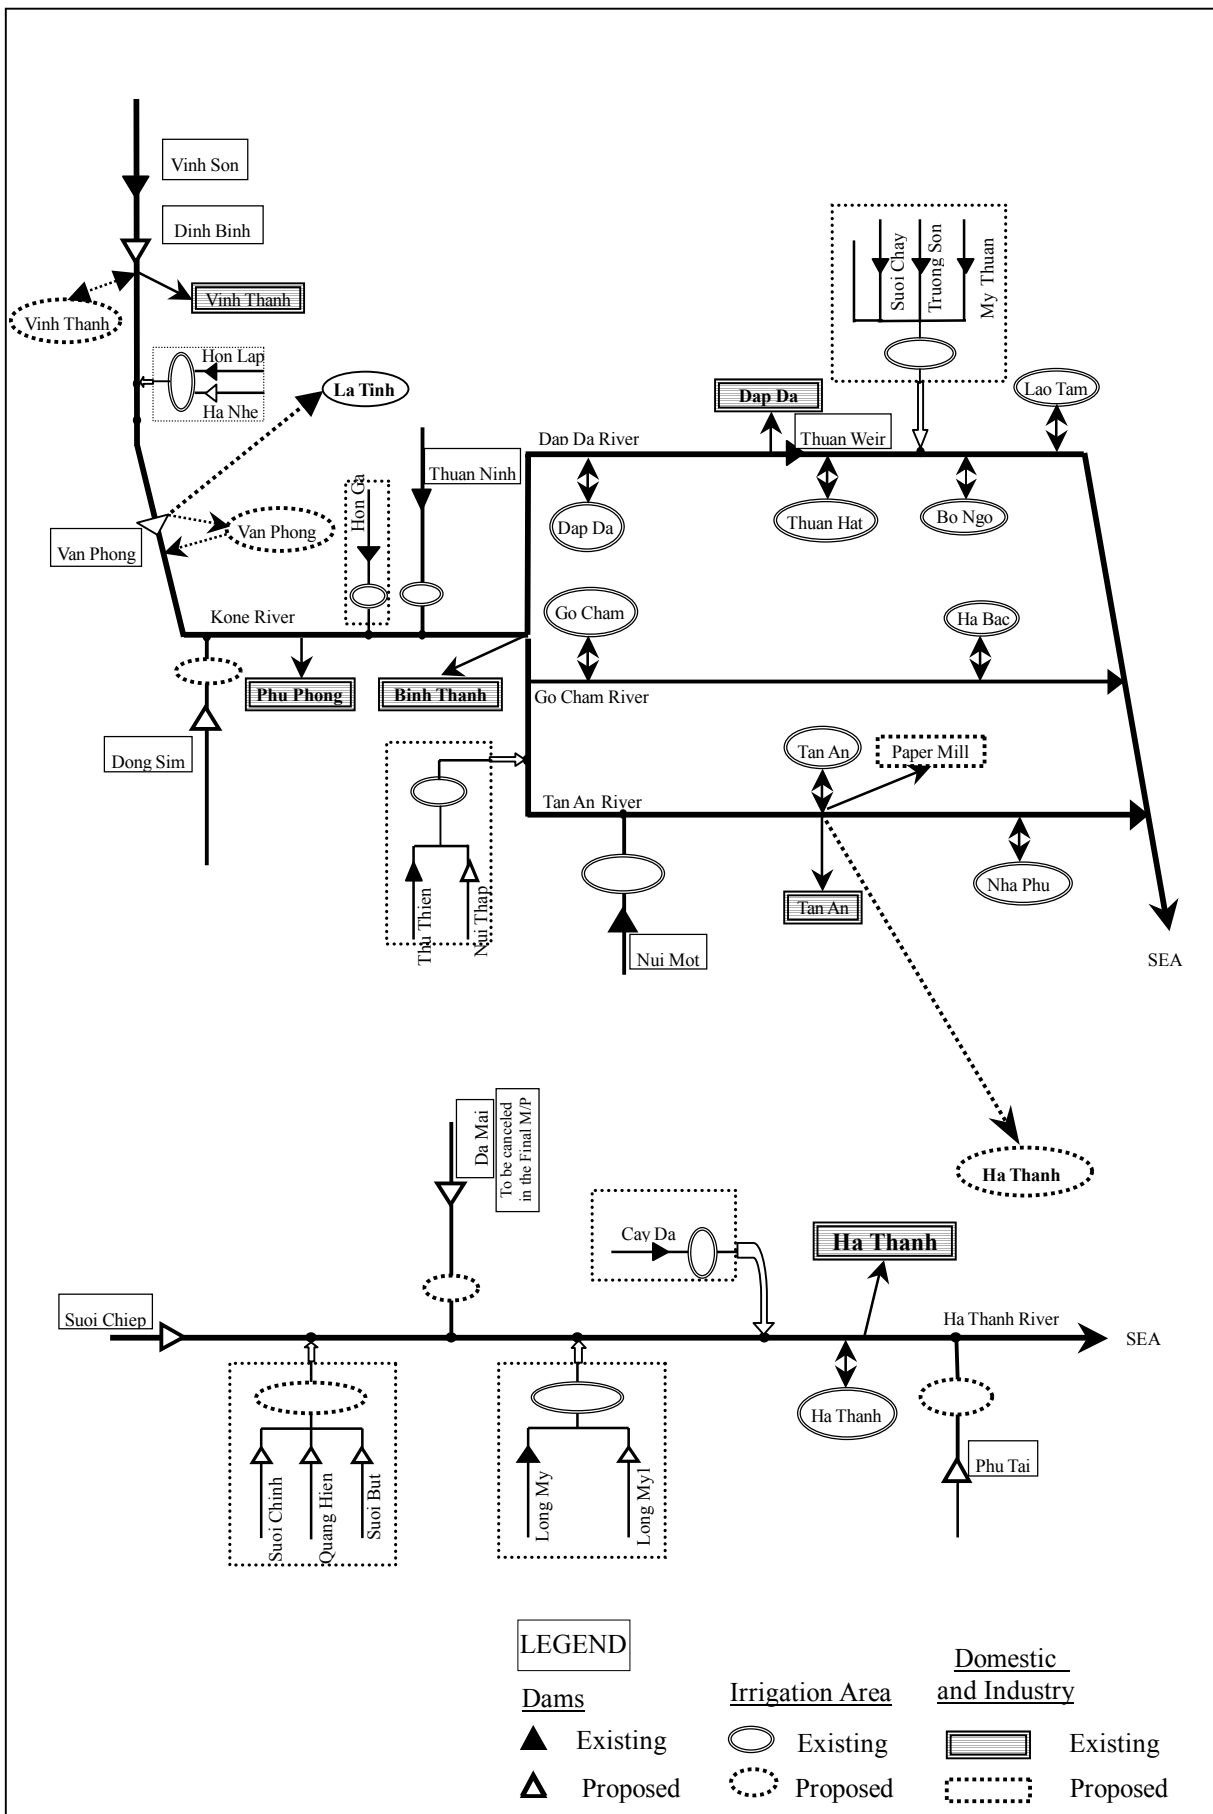 Vinh Son
Dinh Binh
Vinh Thanh
Vinh Thanh
Hon Lap
Ha Nhe
La Tinh
Van Phong
Van Phong
Kone River
Hon Ga
Thuan Ninh
Phu Phong
Binh Thanh
Dong Sim
Suoi Chay
Truong Son
My Thuan
Dap Da
Lao Tam
Dap Da River
Thuan Weir
Dap Da
Thuan Hat
Bo Ngo
Go Cham
Ha Bac
Go Cham River
Tan An
Paper Mill
Tan An River
Thu Thien
Nui Thap
Nui Mot
Tan An
Nha Phu
SEA
Ha Thanh
Da Mai
To be canceled
in the Final M/P
Cay Da
Ha Thanh
Suoi Chiep
Ha Thanh River
SEA
Suoi Chinh
Quang Hien
Suoi But
Long My
Long My1
Ha Thanh
Phu Tai
LEGEND
Dams
Existing
Proposed
Irrigation Area
Existing
Proposed
Domestic
and Industry
Existing
Proposed